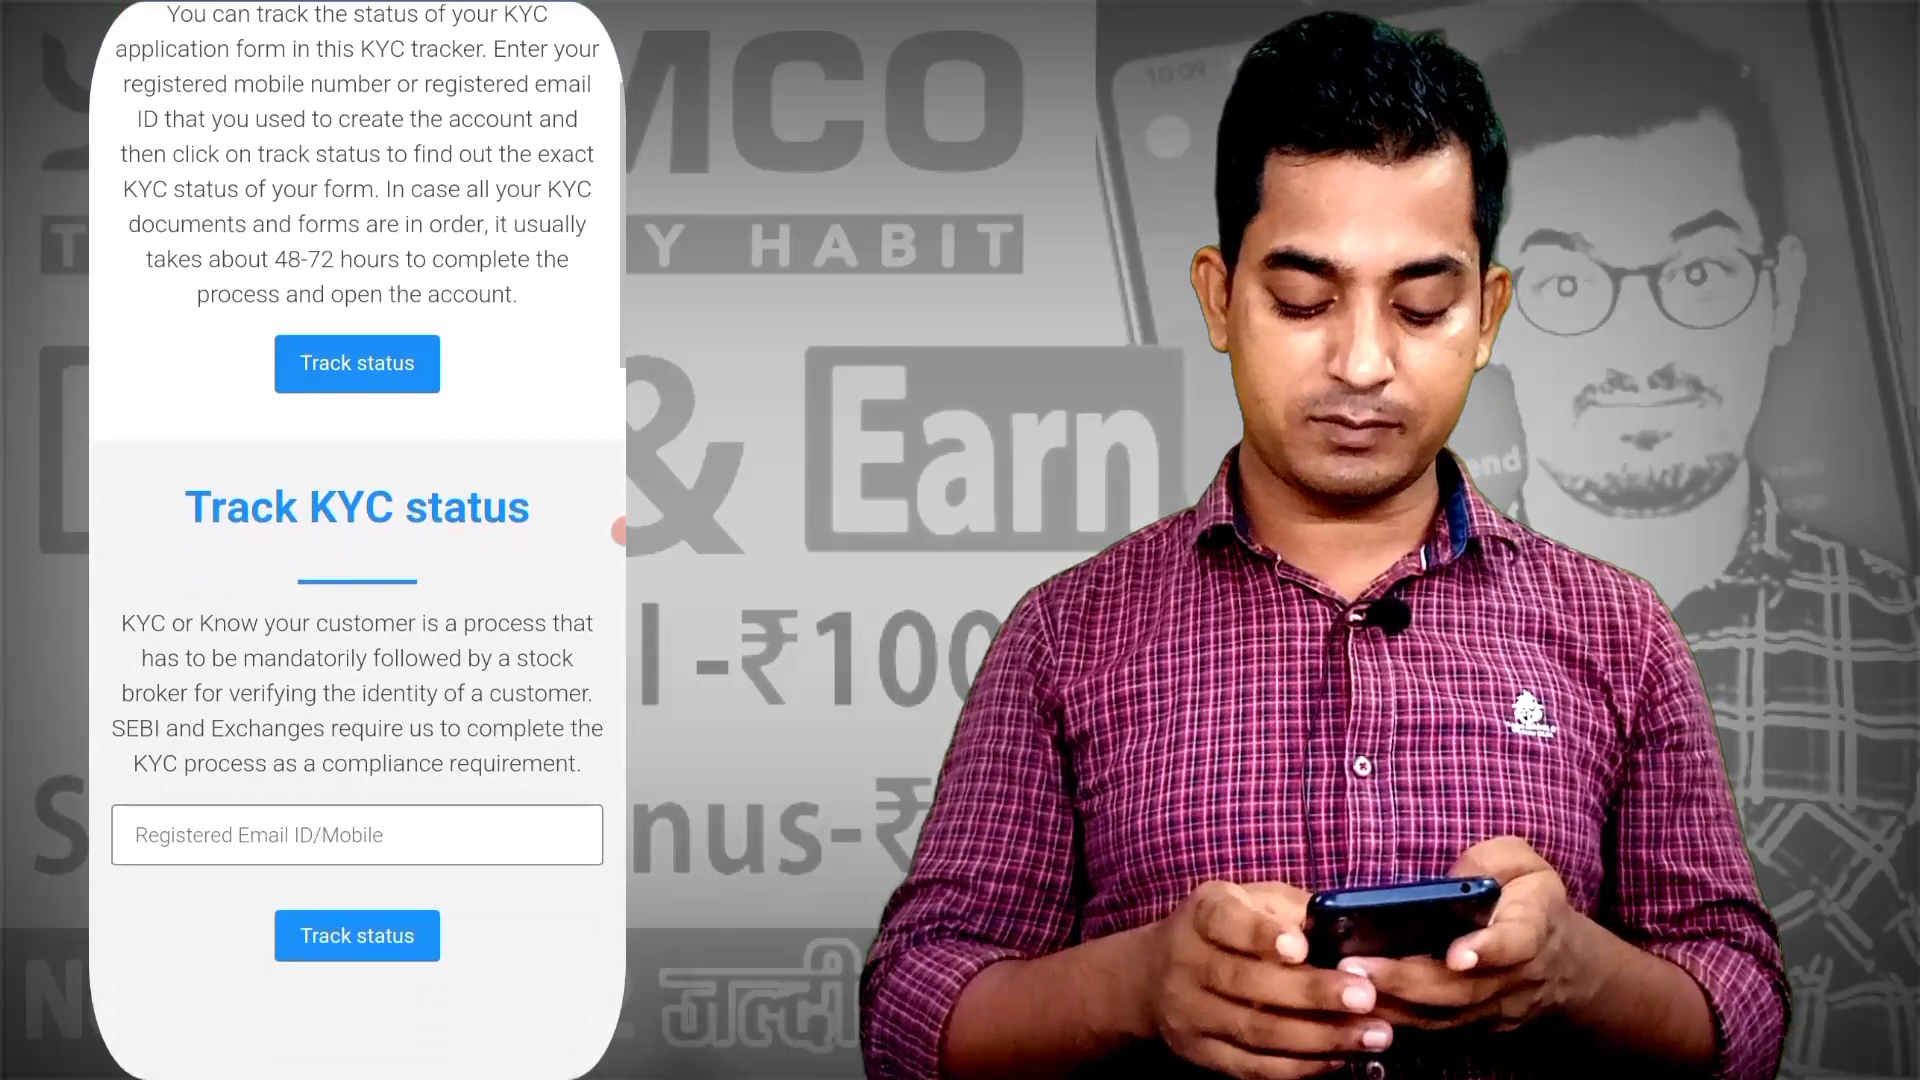 You can track the status of your KYC
application form in this KYC tracker. Enter your
registered mobile number or registered email
ID that you used to create the account and
then click on track status to find out the exact
KYC status of your form. In case all your KYC
documents and forms are in order, it usually
takes about 48-72 hours to complete the
process and open the account.
Track status
Track KYC status
KYC or Know your customer is a process that
has to be mandatorily followed by a stock
broker for verifying the identity of a customer.
SEBI and Exchanges require us to complete the
KYC process as a compliance requirement.
Registered Email ID/Mobile
Track status
MCO
Y HABIT
& Earn
-₹100
nus-₹
जल्दी
10:09